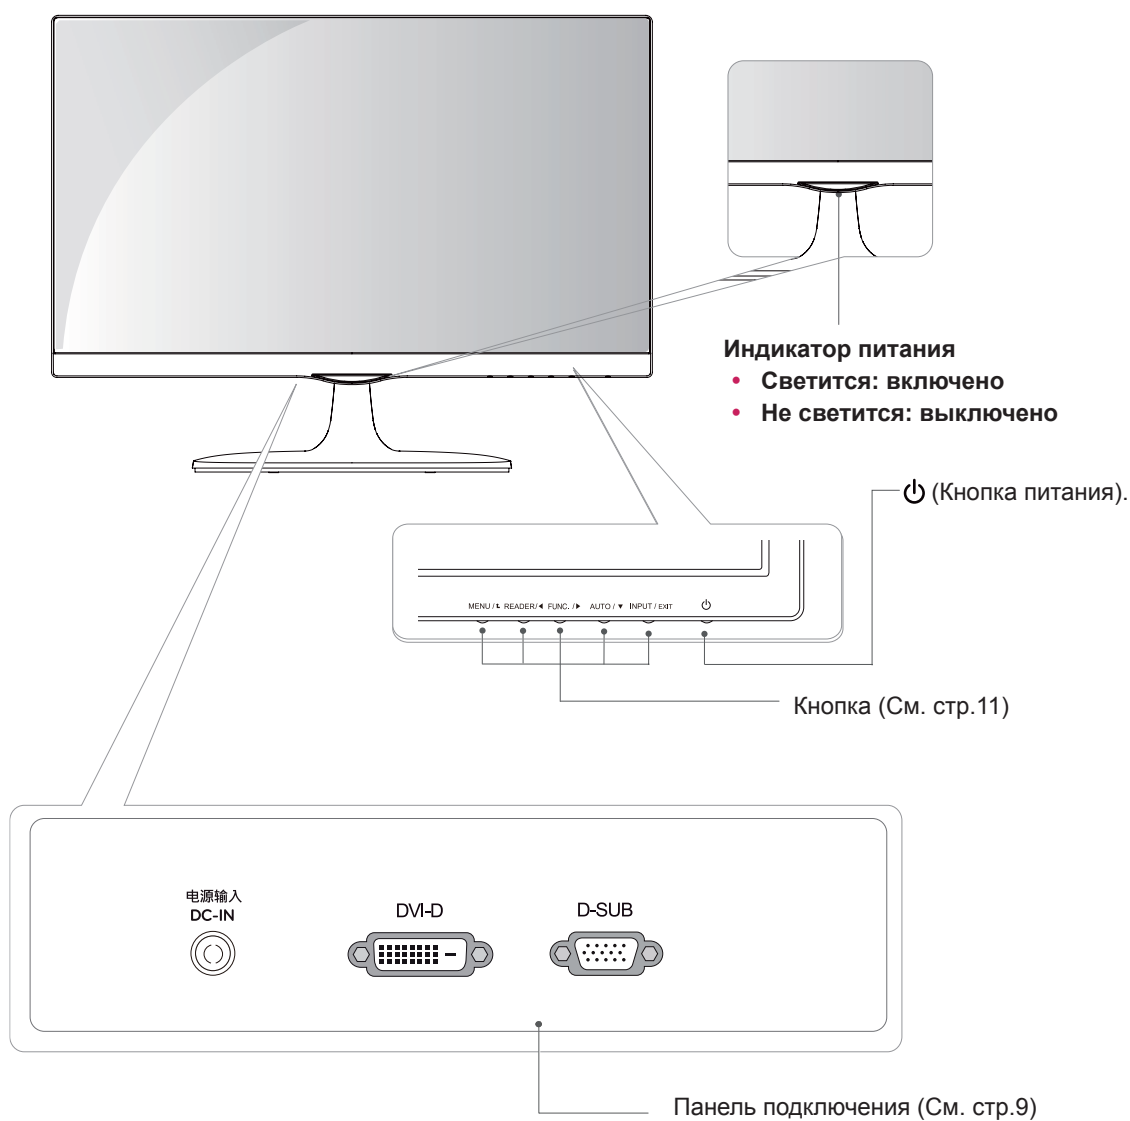 Индикатор питания
• Светится: включено
• Не светится: выключено
(Кнопка питания).
MENU / READER/◀ FUNC. /▶ AUTO / ▼ INPUT / EXIT
Кнопка (См. стр.11)
电源输入
DC-IN
DVI-D
D-SUB
Панель подключения (См. стр.9)